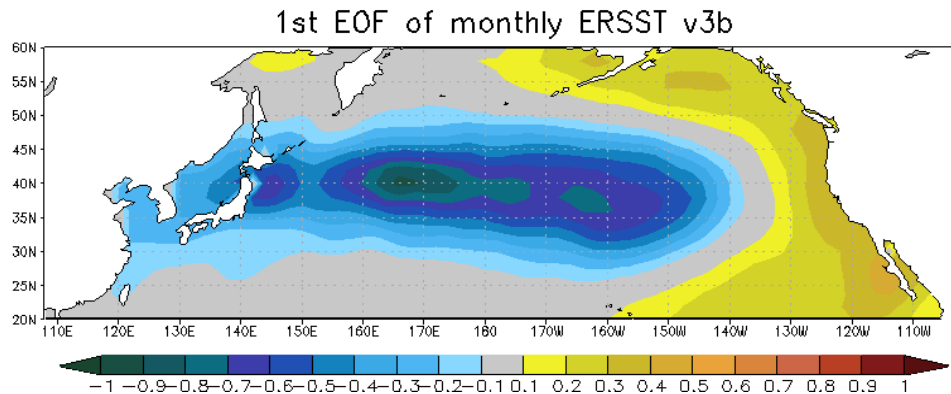 1st EOF of monthly ERSST v3b
60N
55N
50N
45N
40N
35N
30N
25N
20N
110E 120E 130E 140E 150E 160E 170E 180 170W 160W 150W 140W 130W 120W 110W
-1 -0.9 -0.8 -0.7 -0.6 -0.5 -0.4 -0.3 -0.2 -0.1 0.1 0.2 0.3 0.4 0.5 0.6 0.7 0.8 0.9 1